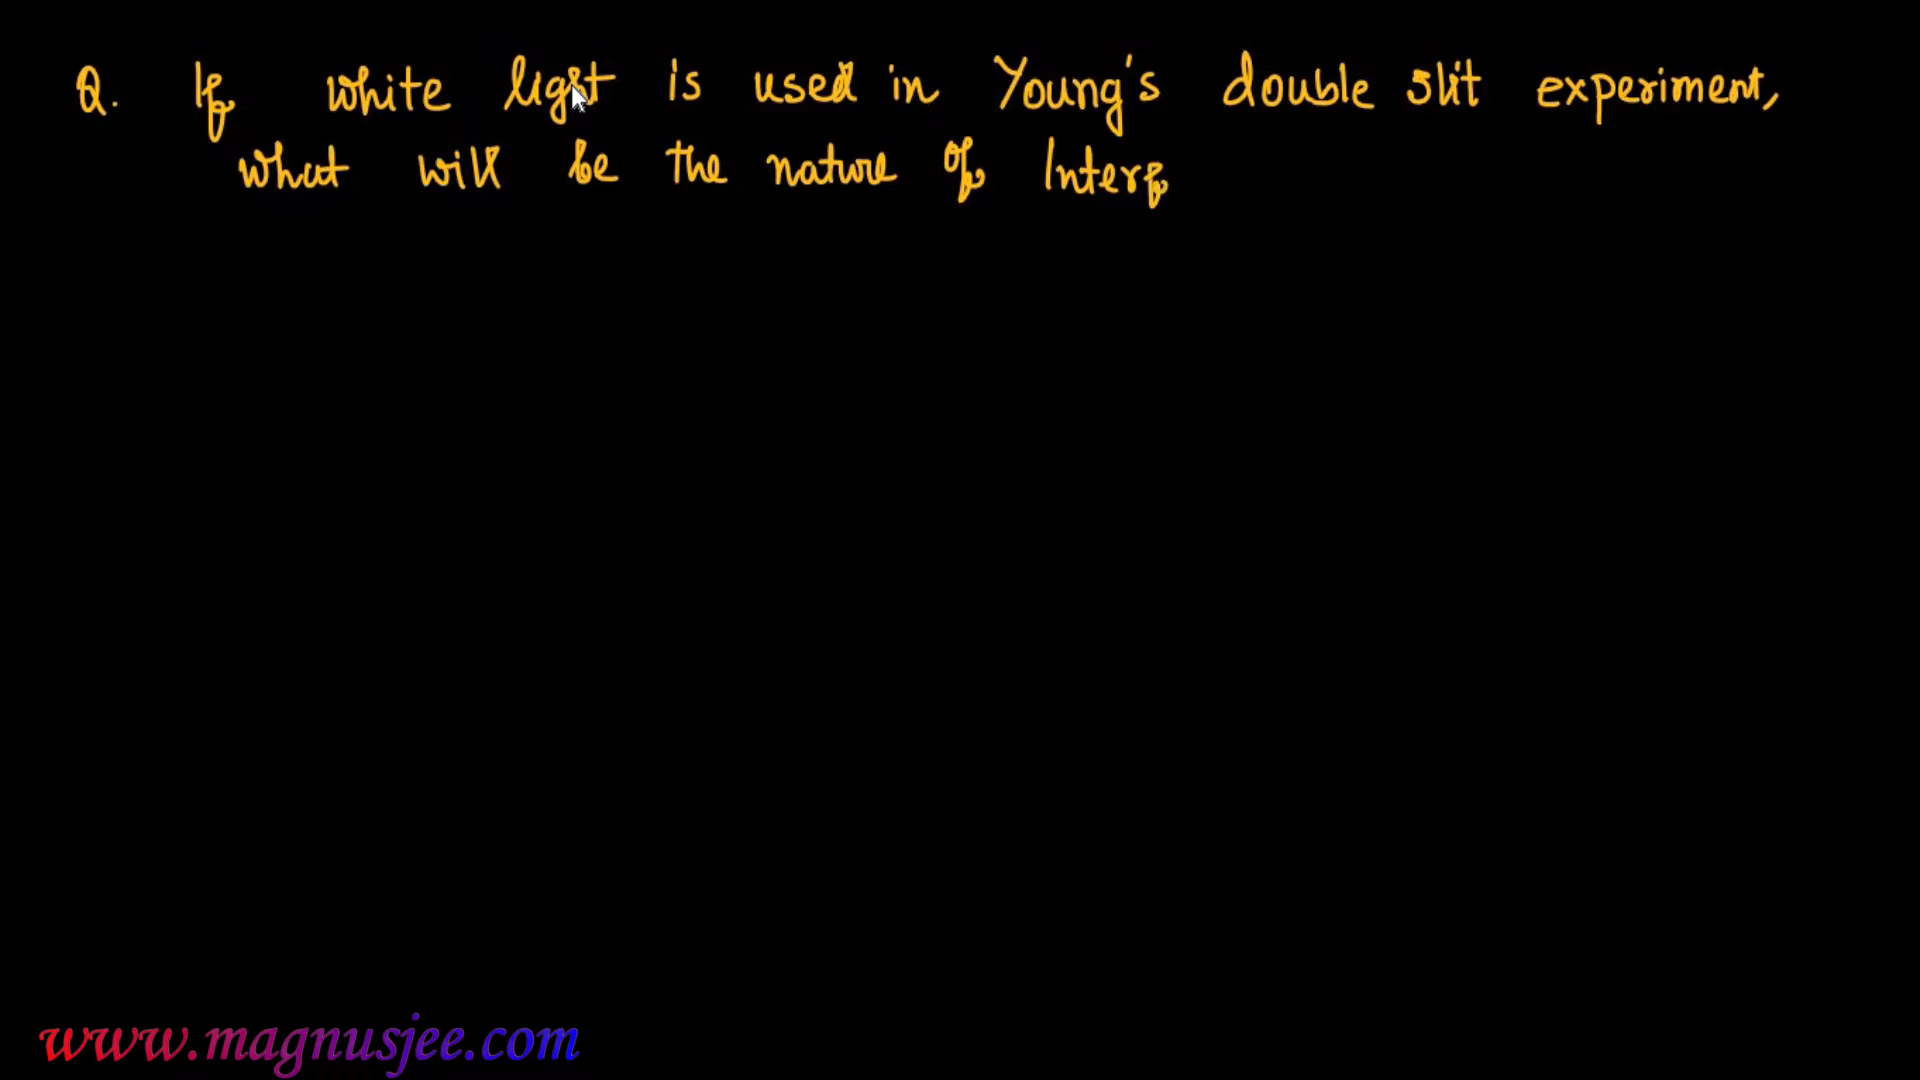 Q. If white light is used in Young's double slit experiment,
what will be the nature of Interf
www.magnusjee.com